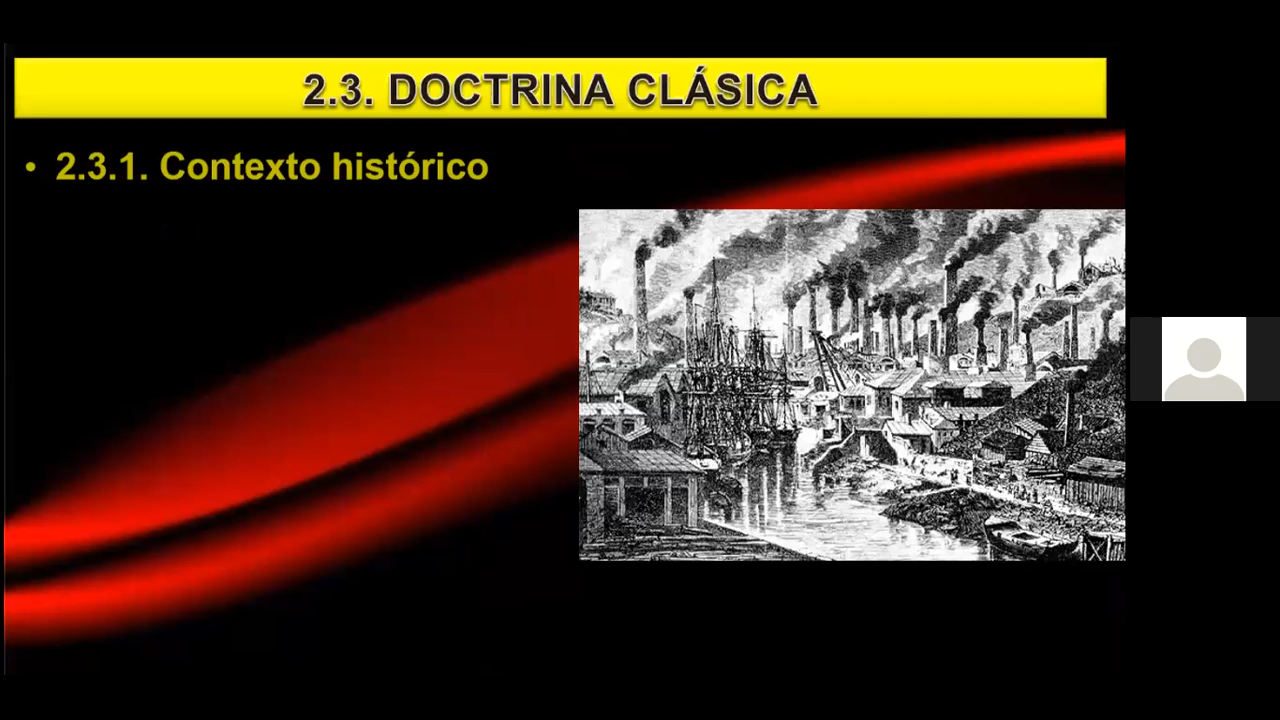 2.3. DOCTRINA CLÁSICA
• 2.3.1. Contexto histórico